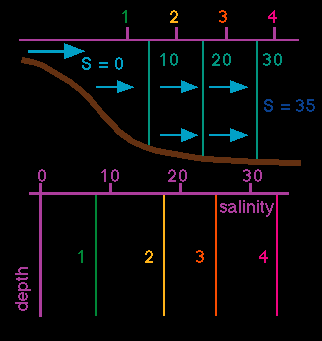 1 2 3 4
S = 0 10 20 30
S = 35
0 10 20 30
salinity
1 2 3 4
depth